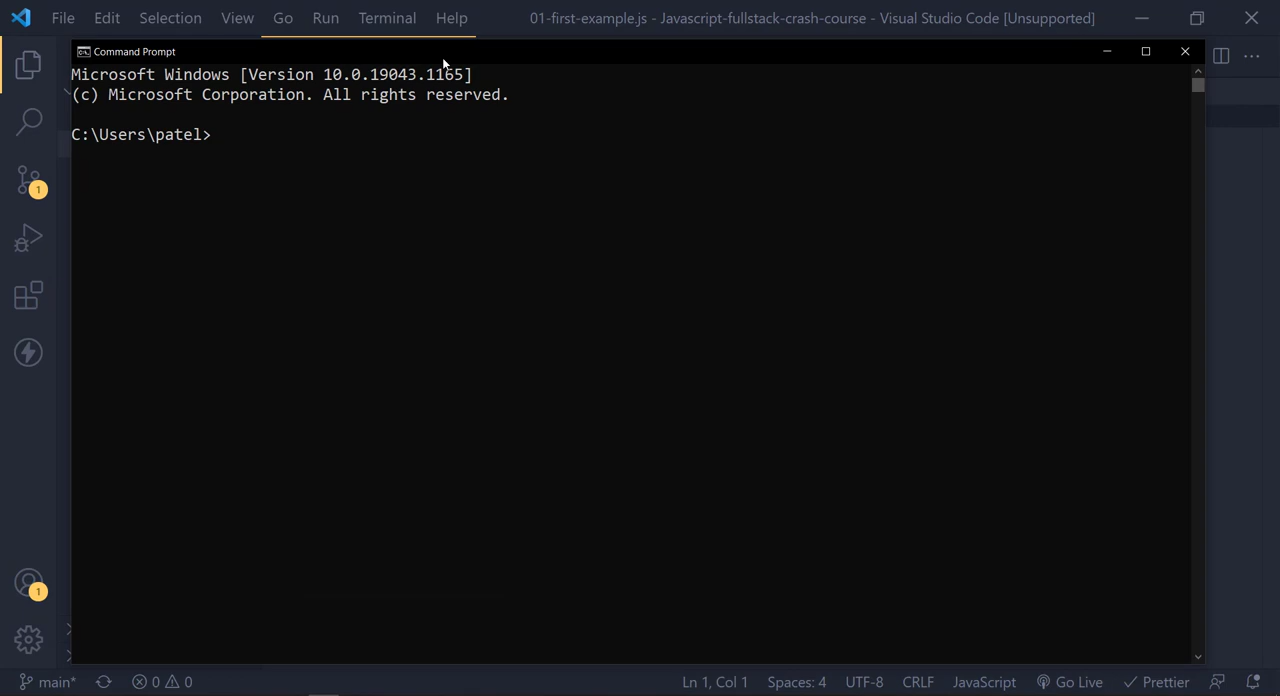 File Edit Selection View Go Run Terminal Help 01-first-example.js - Javascript-fullstack-crash-course - Visual Studio Code [Unsupported]
Command Prompt
Microsoft Windows [Version 10.0.19043.1165]
(c) Microsoft Corporation. All rights reserved.
C:\Users\patel>
1
1
main* 0 0 Ln 1, Col 1 Spaces: 4 UTF-8 CRLF JavaScript Go Live Prettier